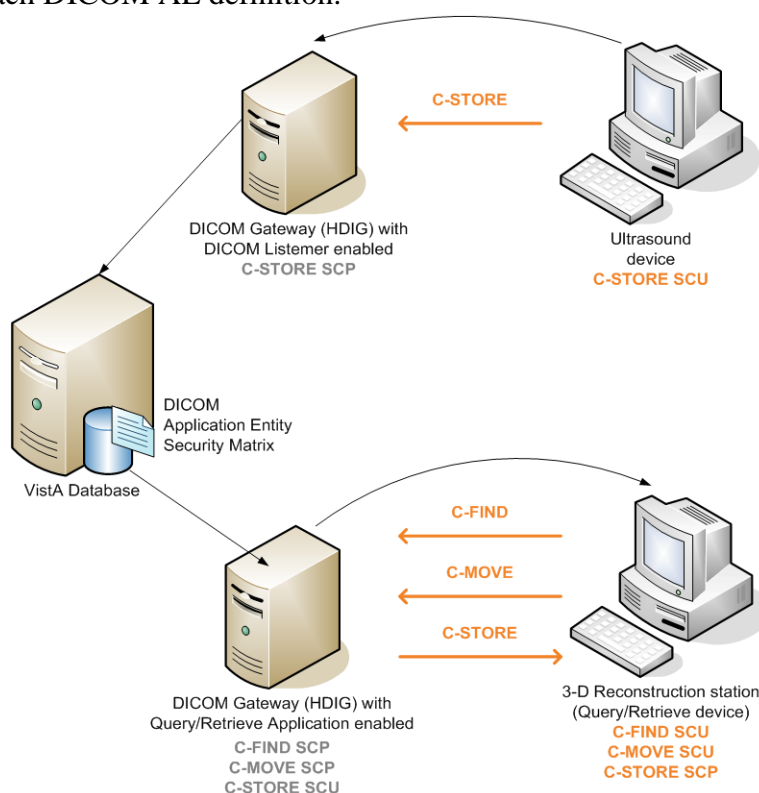 DICOM AE definition.
C-STORE
DICOM Gateway (HDIG) with
DICOM Listemer enabled
C-STORE SCP
Ultrasound
device
C-STORE SCU
DICOM
Application Entity
Security Matrix
VistA Database
C-FIND
C-MOVE
C-STORE
DICOM Gateway (HDIG) with
Query/Retrieve Application enabled
C-FIND SCP
C-MOVE SCP
C-STORE SCU
3-D Reconstruction station
(Query/Retrieve device)
C-FIND SCU
C-MOVE SCU
C-STORE SCP